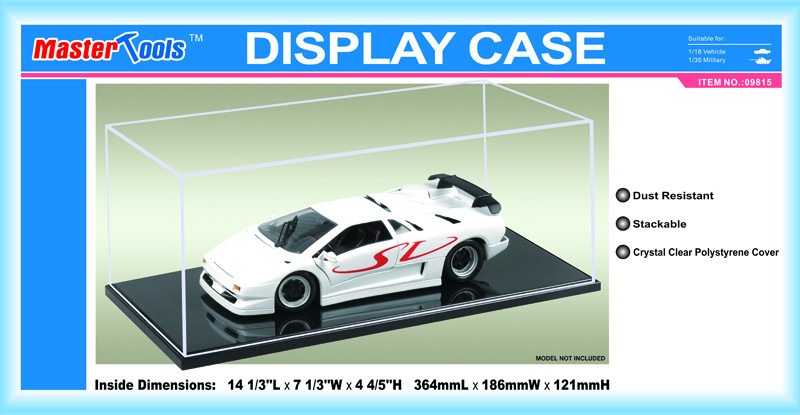 Master Tools™
DISPLAY CASE
Suitable for:
1/18 Vehicle
1/35 Military
ITEM NO.:09815
SL
Dust Resistant
Stackable
Crystal Clear Polystyrene Cover
MODEL NOT INCLUDED
Inside Dimensions: 14 1/3"L x 7 1/3"W x 4 4/5"H 364mmL x 186mmW x 121mmH